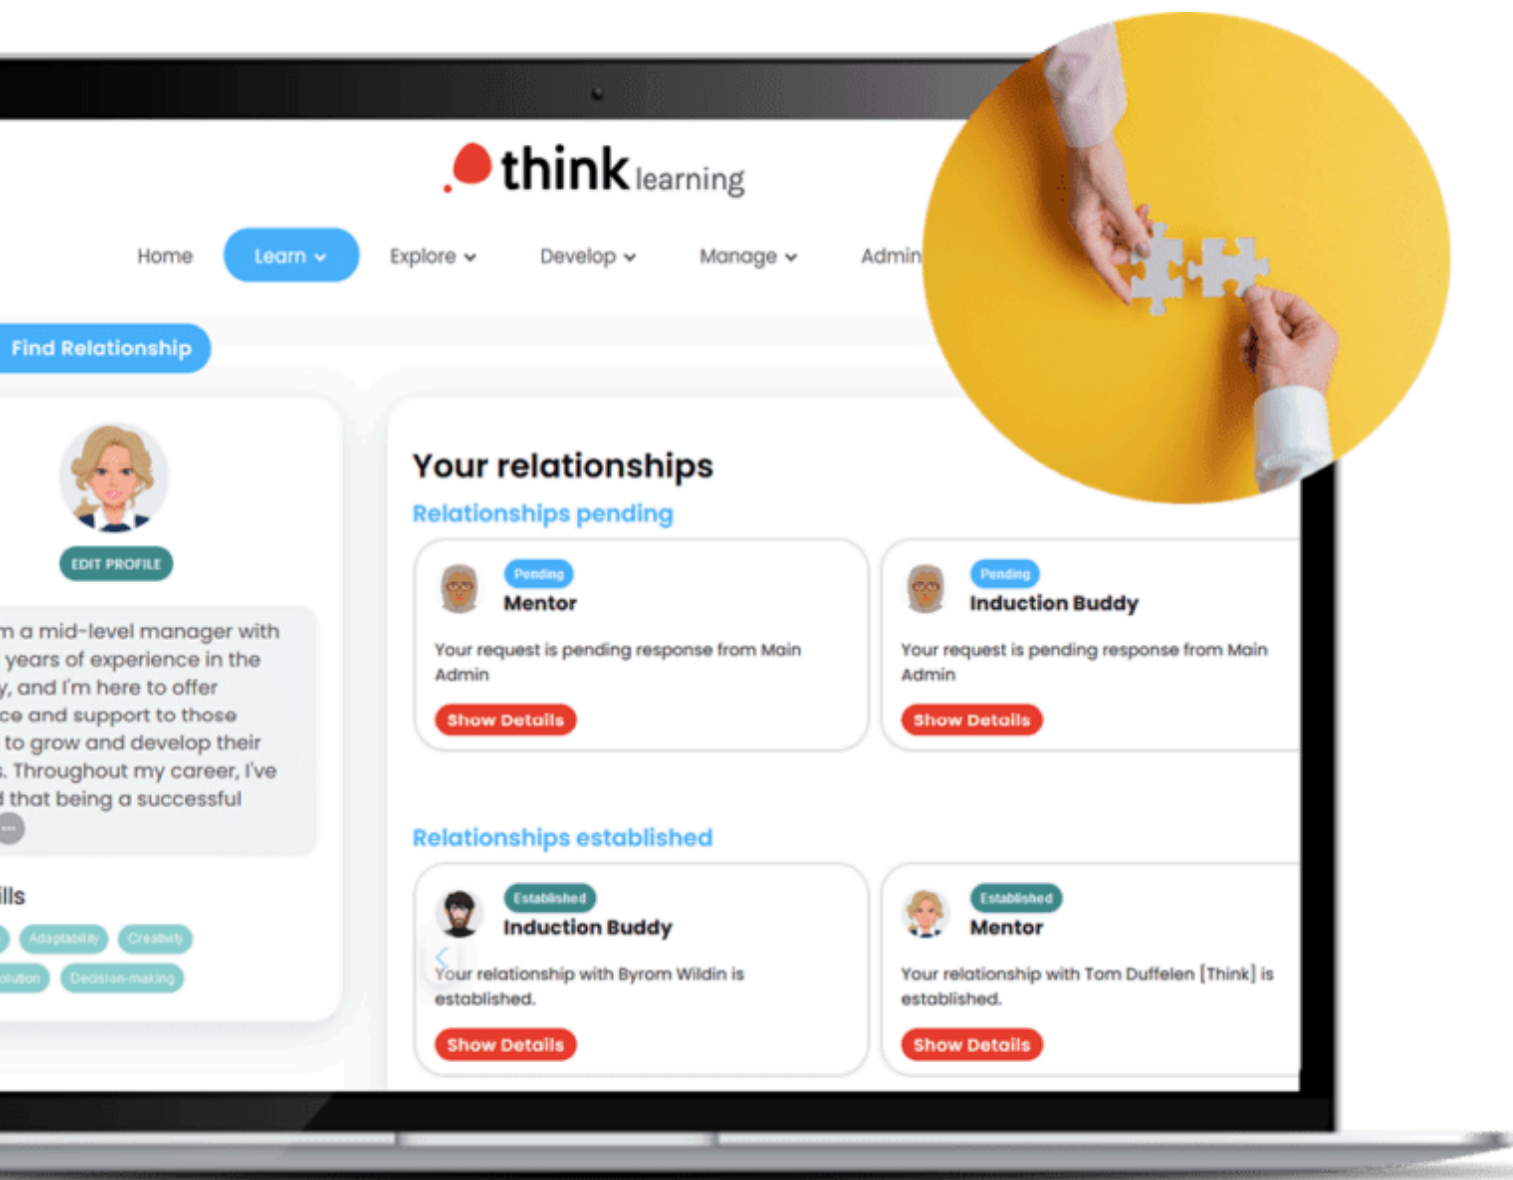 think learning
Home Learn Explore Develop Manage Admin
Find Relationship
EDIT PROFILE
m a mid-level manager with
years of experience in the
y, and I'm here to offer
ce and support to those
to grow and develop their
s. Throughout my career, I've
d that being a successful
...
ills
Adaptability Creativity
olution Decision-making
Your relationships
Relationships pending
Pending
Mentor
Your request is pending response from Main
Admin
Show Details
Pending
Induction Buddy
Your request is pending response from Main
Admin
Show Details
Relationships established
Established
Induction Buddy
Your relationship with Byrom Wildin is
established.
Show Details
Established
Mentor
Your relationship with Tom Duffelen [Think] is
established.
Show Details